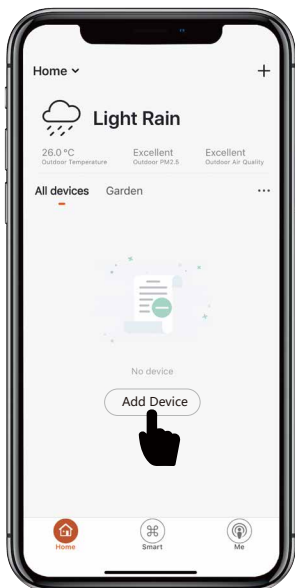 Home
Light Rain
26.0 °C Excellent Excellent
Outdoor Temperature Outdoor PM2.5 Outdoor Air Quality
All devices Garden ...
No device
Add Device
Home Smart Me